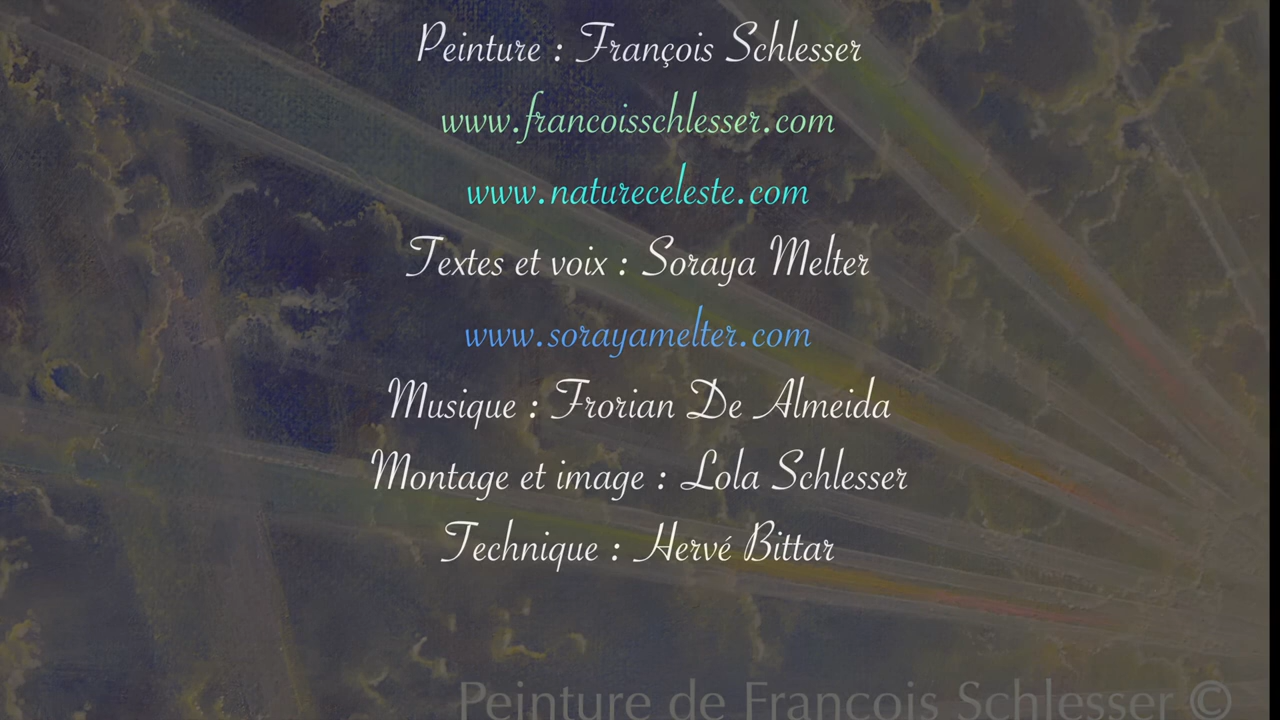 Peinture : François Schlesser
www.francoisschlesser.com
www.natureceleste.com
Textes et voix : Soraya Melter
www.sorayamelter.com
Musique : Frorian De Almeida
Montage et image : Lola Schlesser
Technique : Hervé Bittar
Peinture de François Schlesser ©